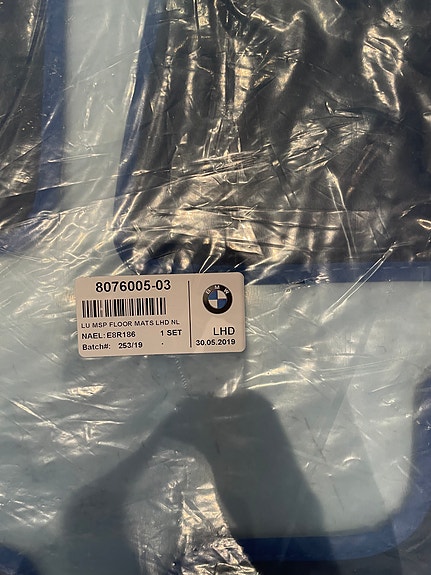 8076005-03
BMW
LU MSP FLOOR MATS LHD NL
NAEL: E8R186 1 SET
Batch#: 253/19
LHD
30.05.2019